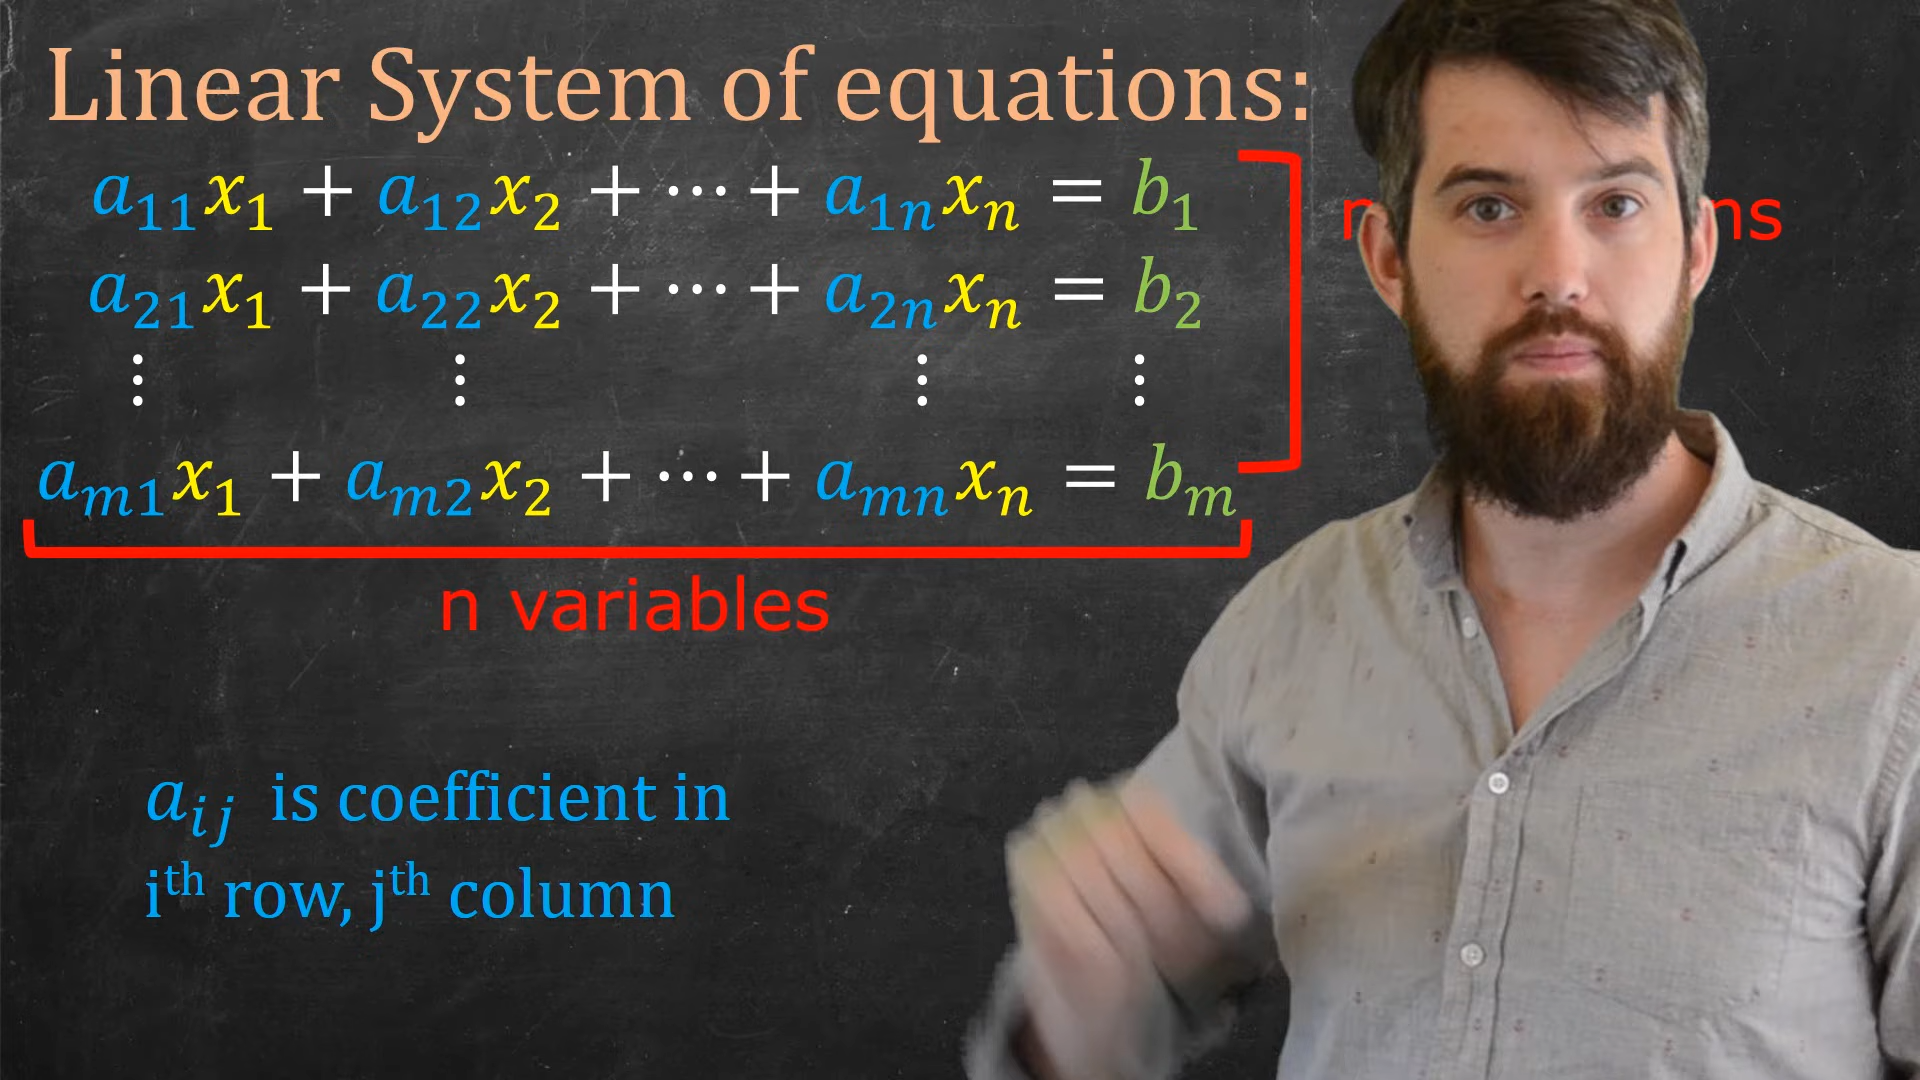 Linear System of equations:
a₁₁x₁ + a₁₂x₂ + ⋯ + a₁ₙxₙ = b₁
a₂₁x₁ + a₂₂x₂ + ⋯ + a₂ₙxₙ = b₂
⋮ ⋮ ⋮ ⋮
aₘ₁x₁ + aₘ₂x₂ + ⋯ + aₘₙxₙ = bₘ
n variables
aᵢⱼ is coefficient in
iᵗʰ row, jᵗʰ column